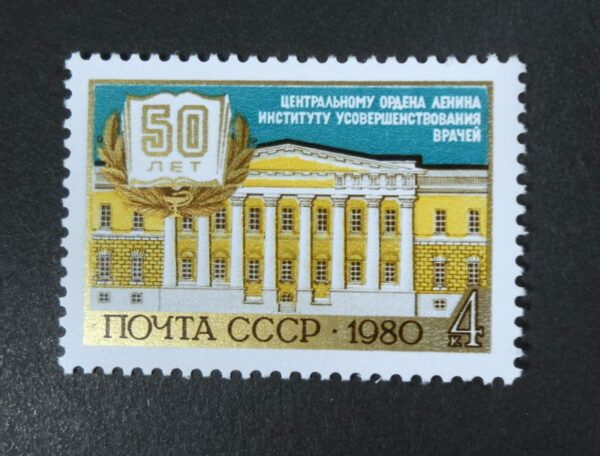 50
ЛЕТ
ЦЕНТРАЛЬНОМУ ОРДЕНА ЛЕНИНА
ИНСТИТУТУ УСОВЕРШЕНСТВОВАНИЯ
ВРАЧЕЙ
ПОЧТА СССР · 1980
4
К